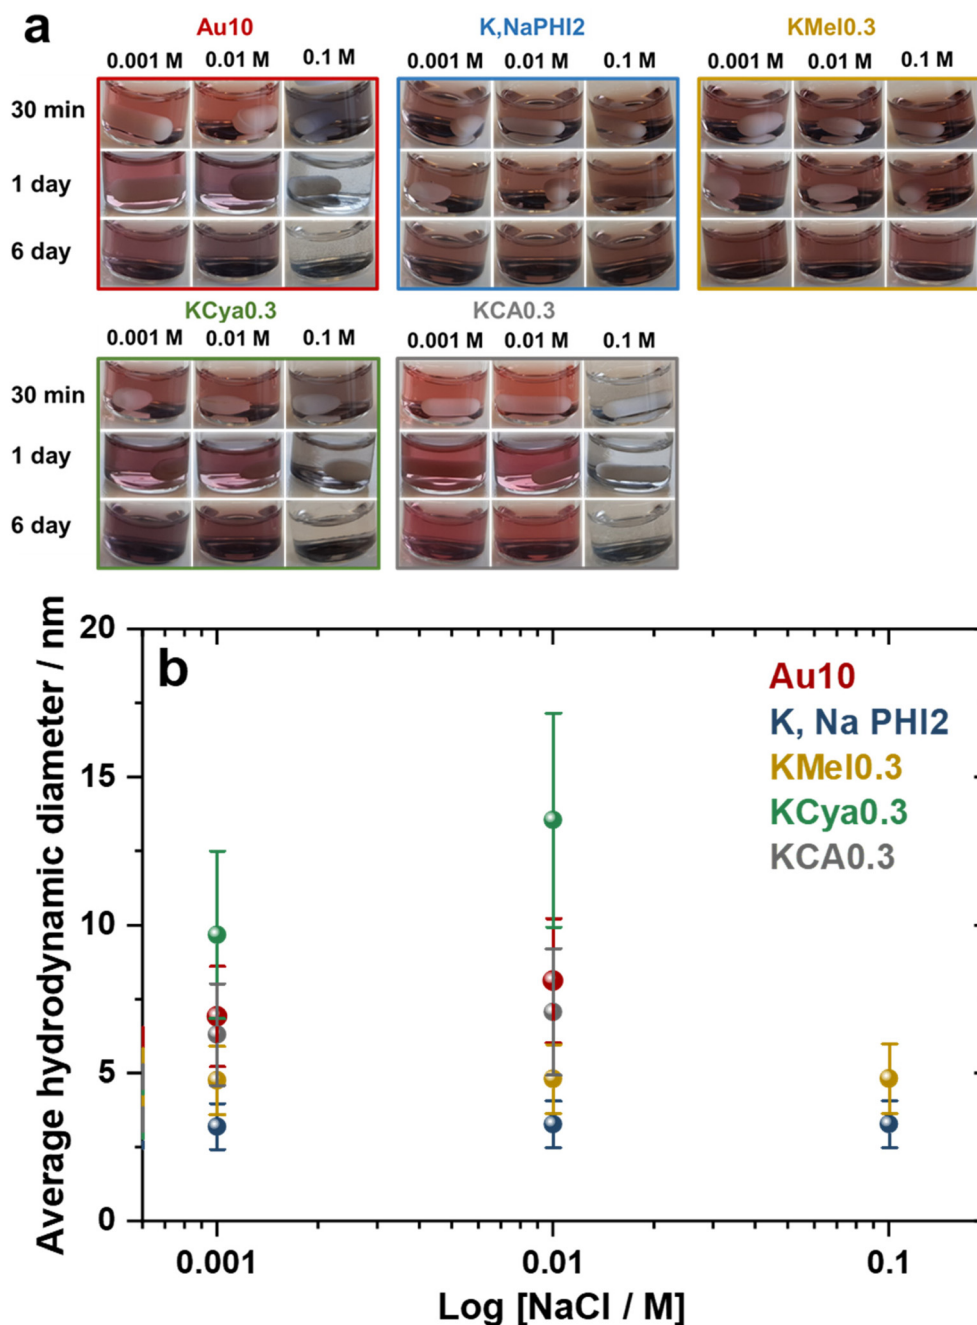 a
Au10 K,NaPHI2 KMel0.3
0.001 M 0.01 M 0.1 M 0.001 M 0.01 M 0.1 M 0.001 M 0.01 M 0.1 M
30 min
1 day
6 day
KCya0.3 KCA0.3
0.001 M 0.01 M 0.1 M 0.001 M 0.01 M 0.1 M
30 min
1 day
6 day
b
Au10
K, Na PHI2
KMel0.3
KCya0.3
KCA0.3
Average hydrodynamic diameter / nm
20
15
10
5
0
0.001 0.01 0.1
Log [NaCl / M]